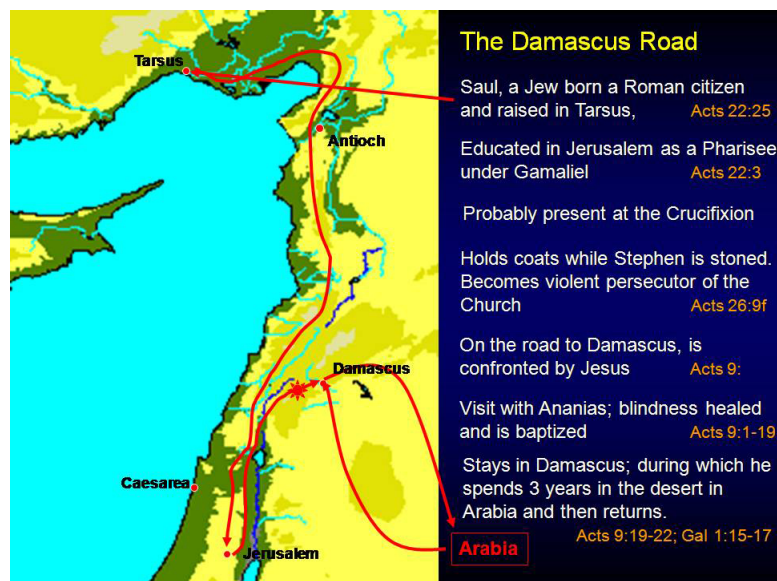 The Damascus Road
Saul, a Jew born a Roman citizen
and raised in Tarsus, Acts 22:25
Educated in Jerusalem as a Pharisee
under Gamaliel Acts 22:3
Probably present at the Crucifixion
Holds coats while Stephen is stoned.
Becomes violent persecutor of the
Church Acts 26:9f
On the road to Damascus, is
confronted by Jesus Acts 9:
Visit with Ananias; blindness healed
and is baptized Acts 9:1-19
Stays in Damascus; during which he
spends 3 years in the desert in
Arabia and then returns.
Acts 9:19-22; Gal 1:15-17
Tarsus
Antioch
Damascus
Caesarea
Jerusalem
Arabia